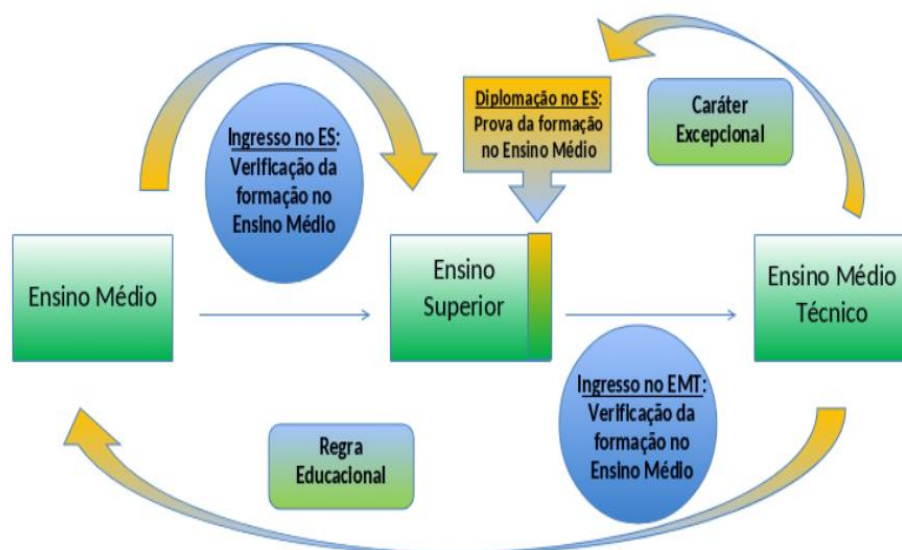 Ingresso no ES:
Verificação da
formação no
Ensino Médio
Diplomação no ES:
Prova da formação
no Ensino Médio
Caráter
Excepcional
Ensino Médio
Ensino
Superior
Ensino Médio
Técnico
Regra
Educacional
Ingresso no EMT:
Verificação da
formação no
Ensino Médio